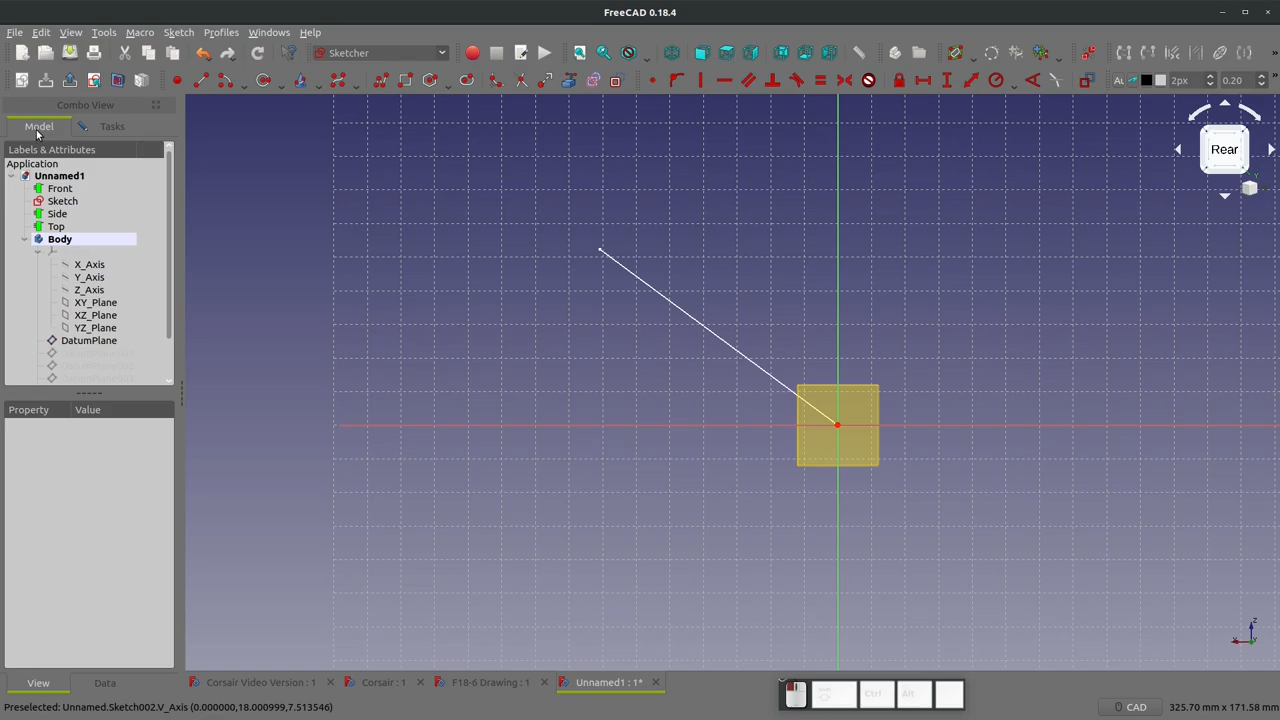 FreeCAD 0.18.4
File Edit View Tools Macro Sketch Profiles Windows Help
Sketcher
2px 0.20
Combo View
Model Tasks
Labels & Attributes
Application
Unnamed1
Front
Sketch
Side
Top
Body
X_Axis
Y_Axis
Z_Axis
XY_Plane
XZ_Plane
YZ_Plane
DatumPlane
Property Value
Rear
View Data
Corsair Video Version : 1 Corsair : 1 F18-6 Drawing : 1 Unnamed1 : 1*
Ctrl Alt
Preselected: Unnamed.Sketch002.V_Axis (0.000000,18.000999,7.513546)
CAD 325.70 mm x 171.58 mm